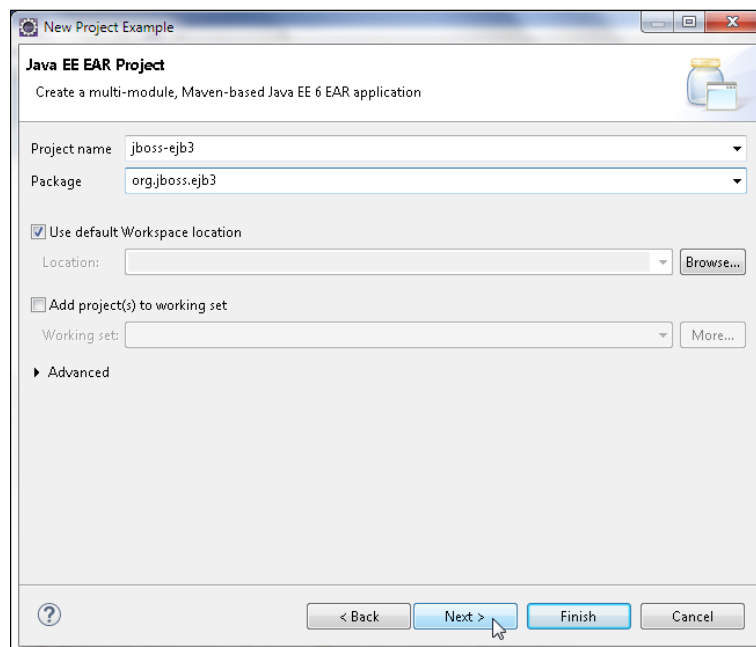 New Project Example
Java EE EAR Project
Create a multi-module, Maven-based Java EE 6 EAR application
Project name jboss-ejb3
Package org.jboss.ejb3
Use default Workspace location
Location: Browse...
Add project(s) to working set
Working set: More...
Advanced
? < Back Next > Finish Cancel